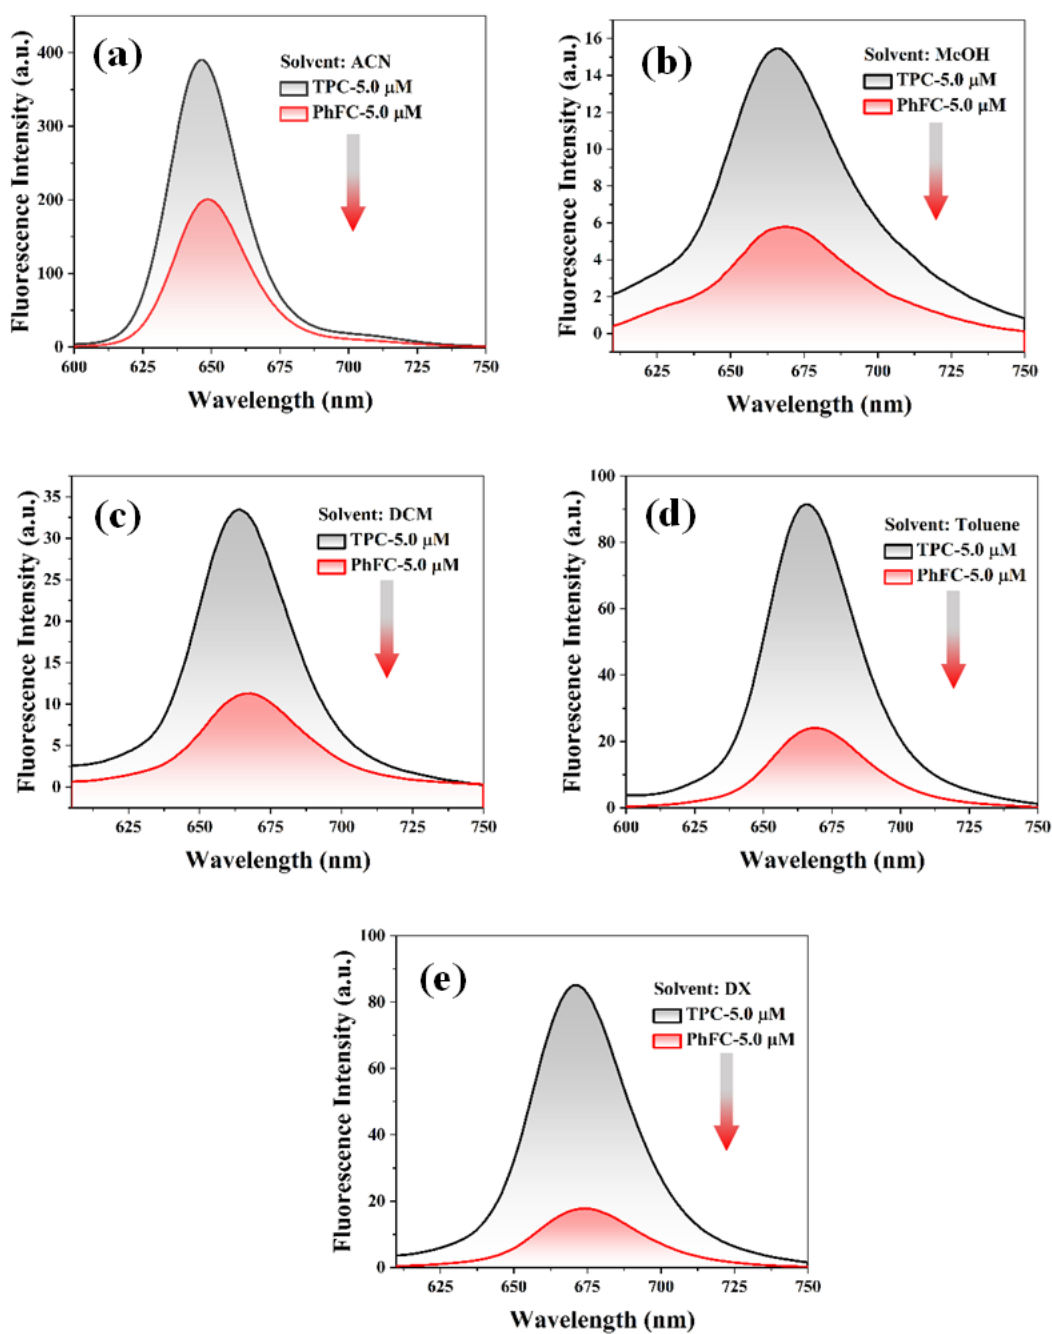 (a)
Solvent: ACN
TPC-5.0 μM
PhFC-5.0 μM
Fluorescence Intensity (a.u.)
400
300
200
100
0
600 625 650 675 700 725 750
Wavelength (nm)
(b)
Solvent: MeOH
TPC-5.0 μM
PhFC-5.0 μM
Fluorescence Intensity (a.u.)
16
14
12
10
8
6
4
2
0
625 650 675 700 725 750
Wavelength (nm)
(c)
Solvent: DCM
TPC-5.0 μM
PhFC-5.0 μM
Fluorescence Intensity (a.u.)
35
30
25
20
15
10
5
0
625 650 675 700 725 750
Wavelength (nm)
(d)
Solvent: Toluene
TPC-5.0 μM
PhFC-5.0 μM
Fluorescence Intensity (a.u.)
100
80
60
40
20
0
600 625 650 675 700 725 750
Wavelength (nm)
(e)
Solvent: DX
TPC-5.0 μM
PhFC-5.0 μM
Fluorescence Intensity (a.u.)
100
80
60
40
20
0
625 650 675 700 725 750
Wavelength (nm)